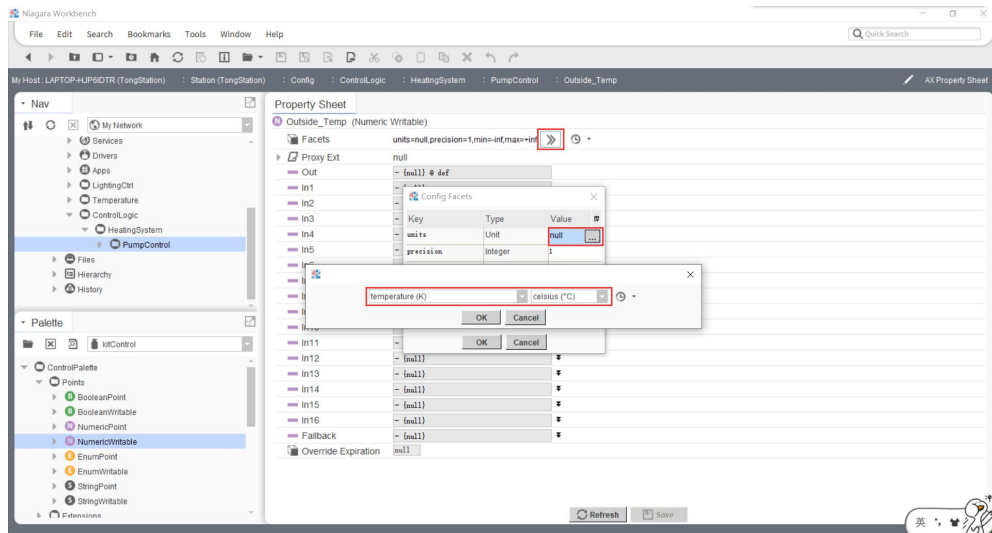 Niagara Workbench
File Edit Search Bookmarks Tools Window Help
Quick Search
My Host : LAPTOP-HJP6IDTR (TongStation) : Station (TongStation) : Config : ControlLogic : HeatingSystem : PumpControl : Outside_Temp AX Property Sheet
Nav
My Network
Services
Drivers
Apps
LightingCtrl
Temperature
ControlLogic
HeatingSystem
PumpControl
Files
Hierarchy
History
Palette
kitControl
ControlPalette
Points
BooleanPoint
BooleanWritable
NumericPoint
NumericWritable
EnumPoint
EnumWritable
StringPoint
StringWritable
Extensions
Property Sheet
Outside_Temp (Numeric Writable)
Facets units=null,precision=1,min=-inf,max=+inf
Proxy Ext null
Out - {null} @ def
In1
In2
In3
In4
In5
In11
In12 - {null}
In13 - {null}
In14 - {null}
In15 - {null}
In16 - {null}
Fallback - {null}
Override Expiration null
Config Facets
Key Type Value
units Unit null ...
precision Integer 1
temperature (K) celsius (°C)
OK Cancel
OK Cancel
Refresh Save
英